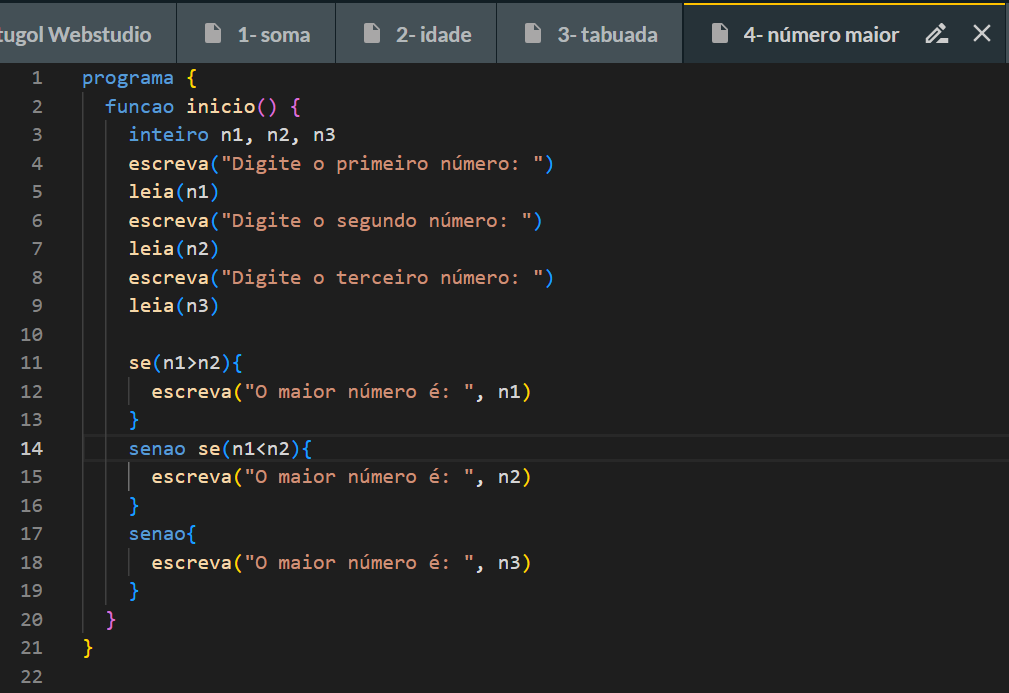 tugol Webstudio 1- soma 2- idade 3- tabuada 4- número maior
1 programa {
2 funcao inicio() {
3 inteiro n1, n2, n3
4 escreva("Digite o primeiro número: ")
5 leia(n1)
6 escreva("Digite o segundo número: ")
7 leia(n2)
8 escreva("Digite o terceiro número: ")
9 leia(n3)
10
11 se(n1>n2){
12 escreva("O maior número é: ", n1)
13 }
14 senao se(n1<n2){
15 escreva("O maior número é: ", n2)
16 }
17 senao{
18 escreva("O maior número é: ", n3)
19 }
20 }
21 }
22